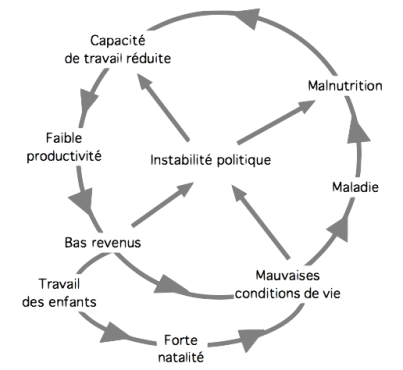 Capacité
de travail réduite
Malnutrition
Faible
productivité
Instabilité politique
Maladie
Bas revenus
Mauvaises
conditions de vie
Travail
des enfants
Forte
natalité